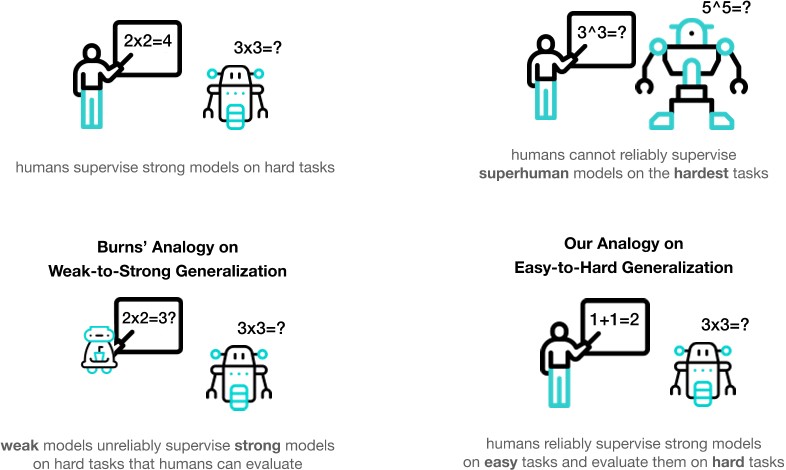 2x2=4
3x3=?
humans supervise strong models on hard tasks
3^3=?
5^5=?
humans cannot reliably supervise
superhuman models on the hardest tasks
Burns' Analogy on
Weak-to-Strong Generalization
2x2=3?
3x3=?
weak models unreliably supervise strong models
on hard tasks that humans can evaluate
Our Analogy on
Easy-to-Hard Generalization
1+1=2
3x3=?
humans reliably supervise strong models
on easy tasks and evaluate them on hard tasks